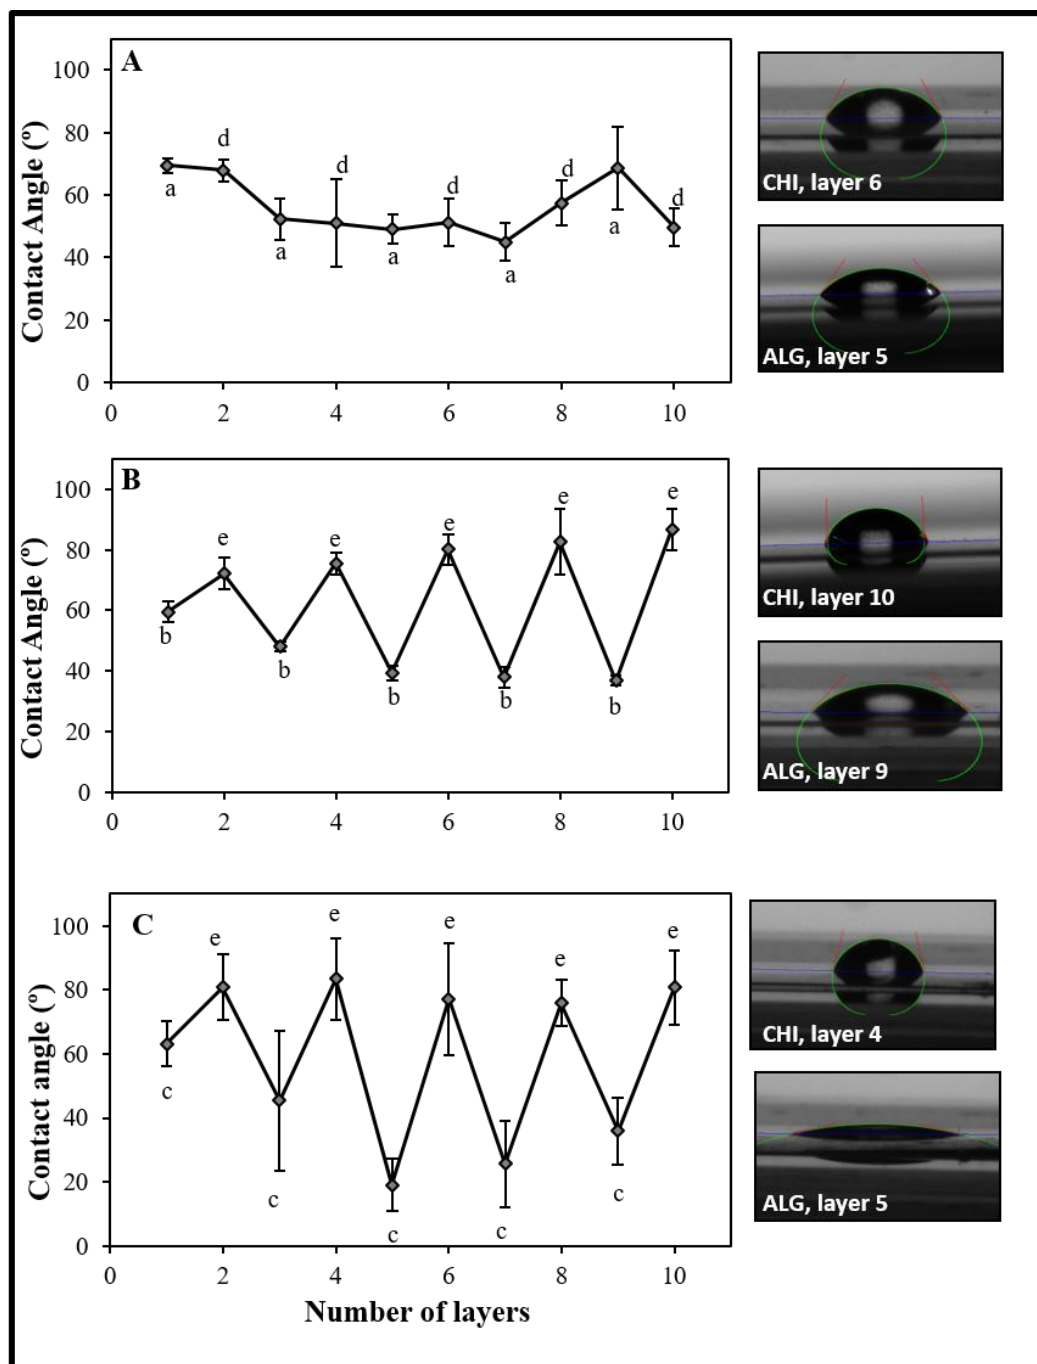 A
Contact Angle (º)
100
80
60
40
20
0
a
d
a
d
a
d
a
d
a
d
0 2 4 6 8 10
CHI, layer 6
ALG, layer 5
B
Contact Angle (º)
100
80
60
40
20
0
b
e
b
e
b
e
b
e
b
e
0 2 4 6 8 10
CHI, layer 10
ALG, layer 9
C
Contact angle (º)
100
80
60
40
20
0
c
e
c
e
c
e
c
e
c
e
0 2 4 6 8 10
Number of layers
CHI, layer 4
ALG, layer 5